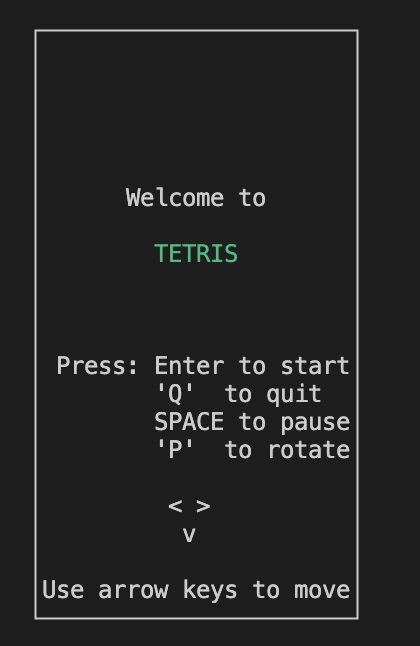 Welcome to
TETRIS
Press: Enter to start
'Q'  to quit
SPACE to pause
'P'  to rotate
< >
v
Use arrow keys to move